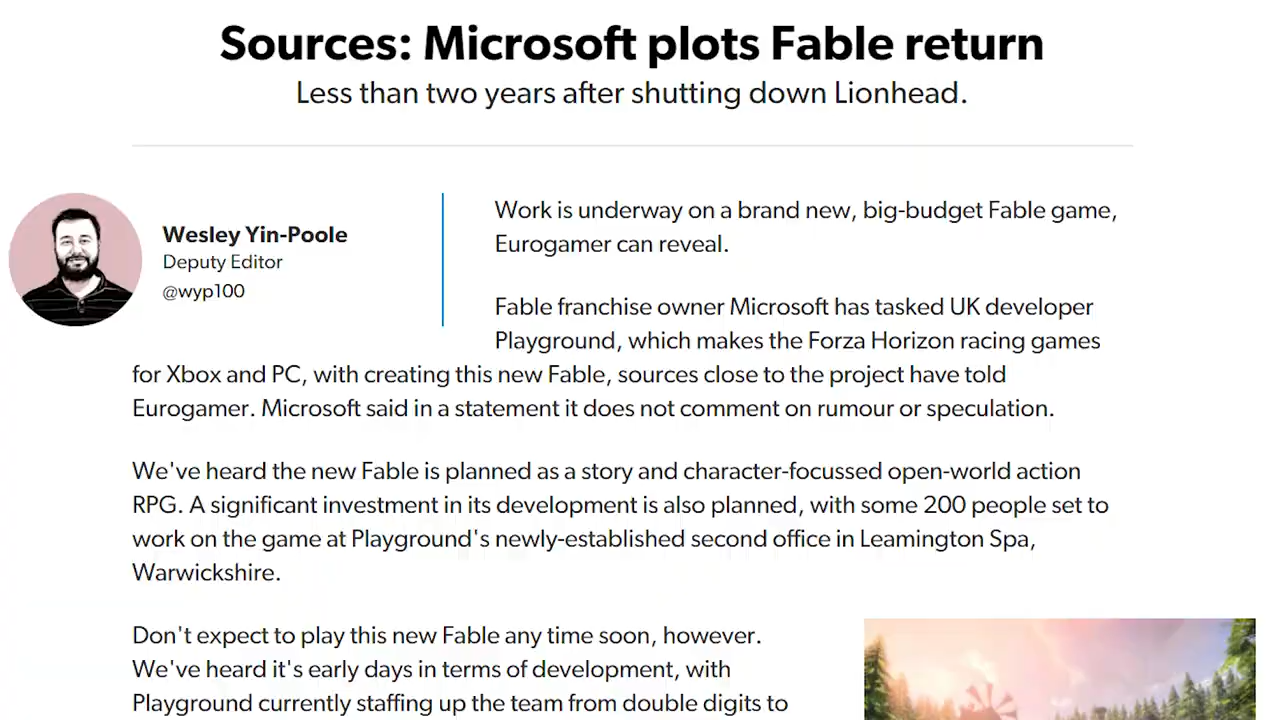 Sources: Microsoft plots Fable return
Less than two years after shutting down Lionhead.
Wesley Yin-Poole
Deputy Editor
@wyp100
Work is underway on a brand new, big-budget Fable game,
Eurogamer can reveal.
Fable franchise owner Microsoft has tasked UK developer
Playground, which makes the Forza Horizon racing games
for Xbox and PC, with creating this new Fable, sources close to the project have told
Eurogamer. Microsoft said in a statement it does not comment on rumour or speculation.
We've heard the new Fable is planned as a story and character-focussed open-world action
RPG. A significant investment in its development is also planned, with some 200 people set to
work on the game at Playground's newly-established second office in Leamington Spa,
Warwickshire.
Don't expect to play this new Fable any time soon, however.
We've heard it's early days in terms of development, with
Playground currently staffing up the team from double digits to